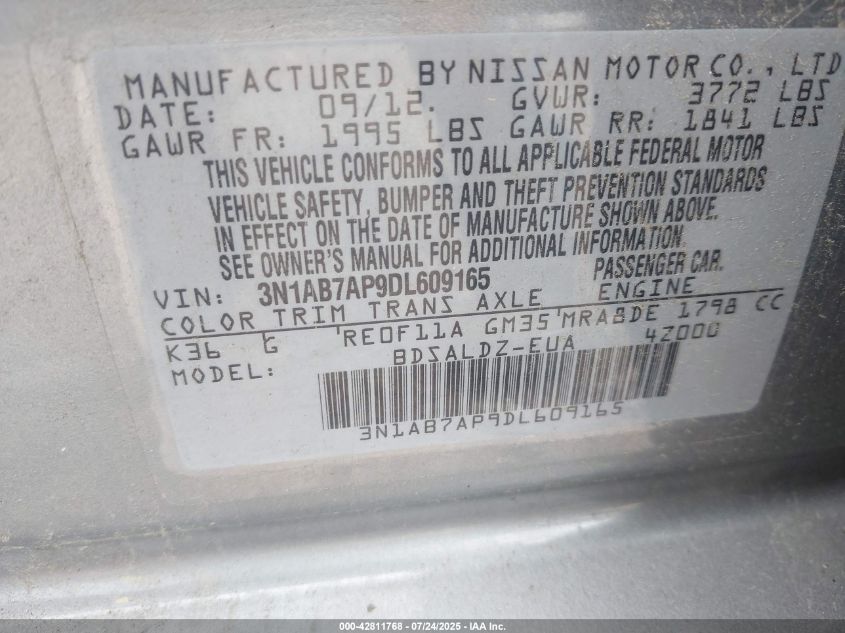 MANUFACTURED BY NISSAN MOTOR CO., LTD
DATE: 09/12. GVWR: 3772 LBS
GAWR FR: 1995 LBS GAWR RR: 1841 LBS
THIS VEHICLE CONFORMS TO ALL APPLICABLE FEDERAL MOTOR
VEHICLE SAFETY, BUMPER AND THEFT PREVENTION STANDARDS
IN EFFECT ON THE DATE OF MANUFACTURE SHOWN ABOVE.
SEE OWNER'S MANUAL FOR ADDITIONAL INFORMATION.
VIN: 3N1AB7AP9DL609165 PASSENGER CAR.
COLOR TRIM TRANS AXLE ENGINE
K36 G RE0F11A GM35 MRA8DE 1798 CC
MODEL: BDSALDZ-EUA 4Z000
3N1AB7AP9DL609165
000-42811768 - 07/24/2025 - IAA Inc.